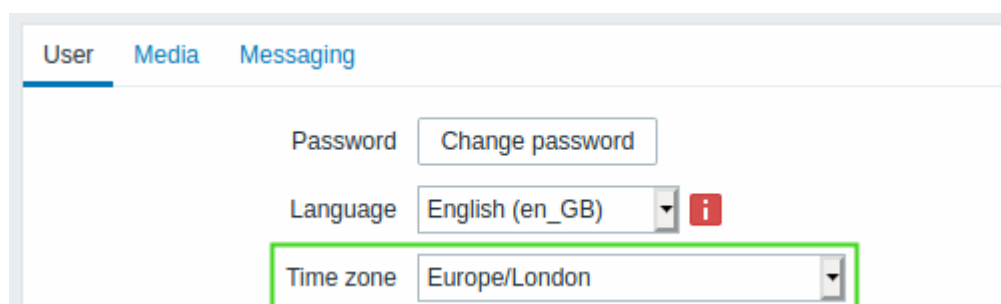 User Media Messaging
Password Change password
Language English (en_GB) i
Time zone Europe/London